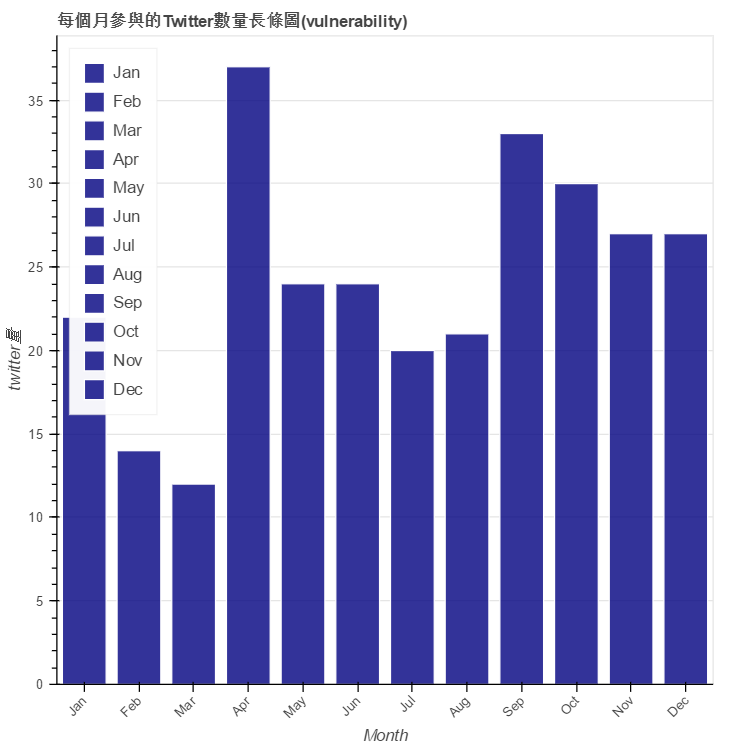 每個月參與的Twitter數量長條圖(vulnerability)
Jan
Feb
Mar
Apr
May
Jun
Jul
Aug
Sep
Oct
Nov
Dec
35
30
25
20
15
10
5
0
twitter量
Jan Feb Mar Apr May Jun Jul Aug Sep Oct Nov Dec
Month